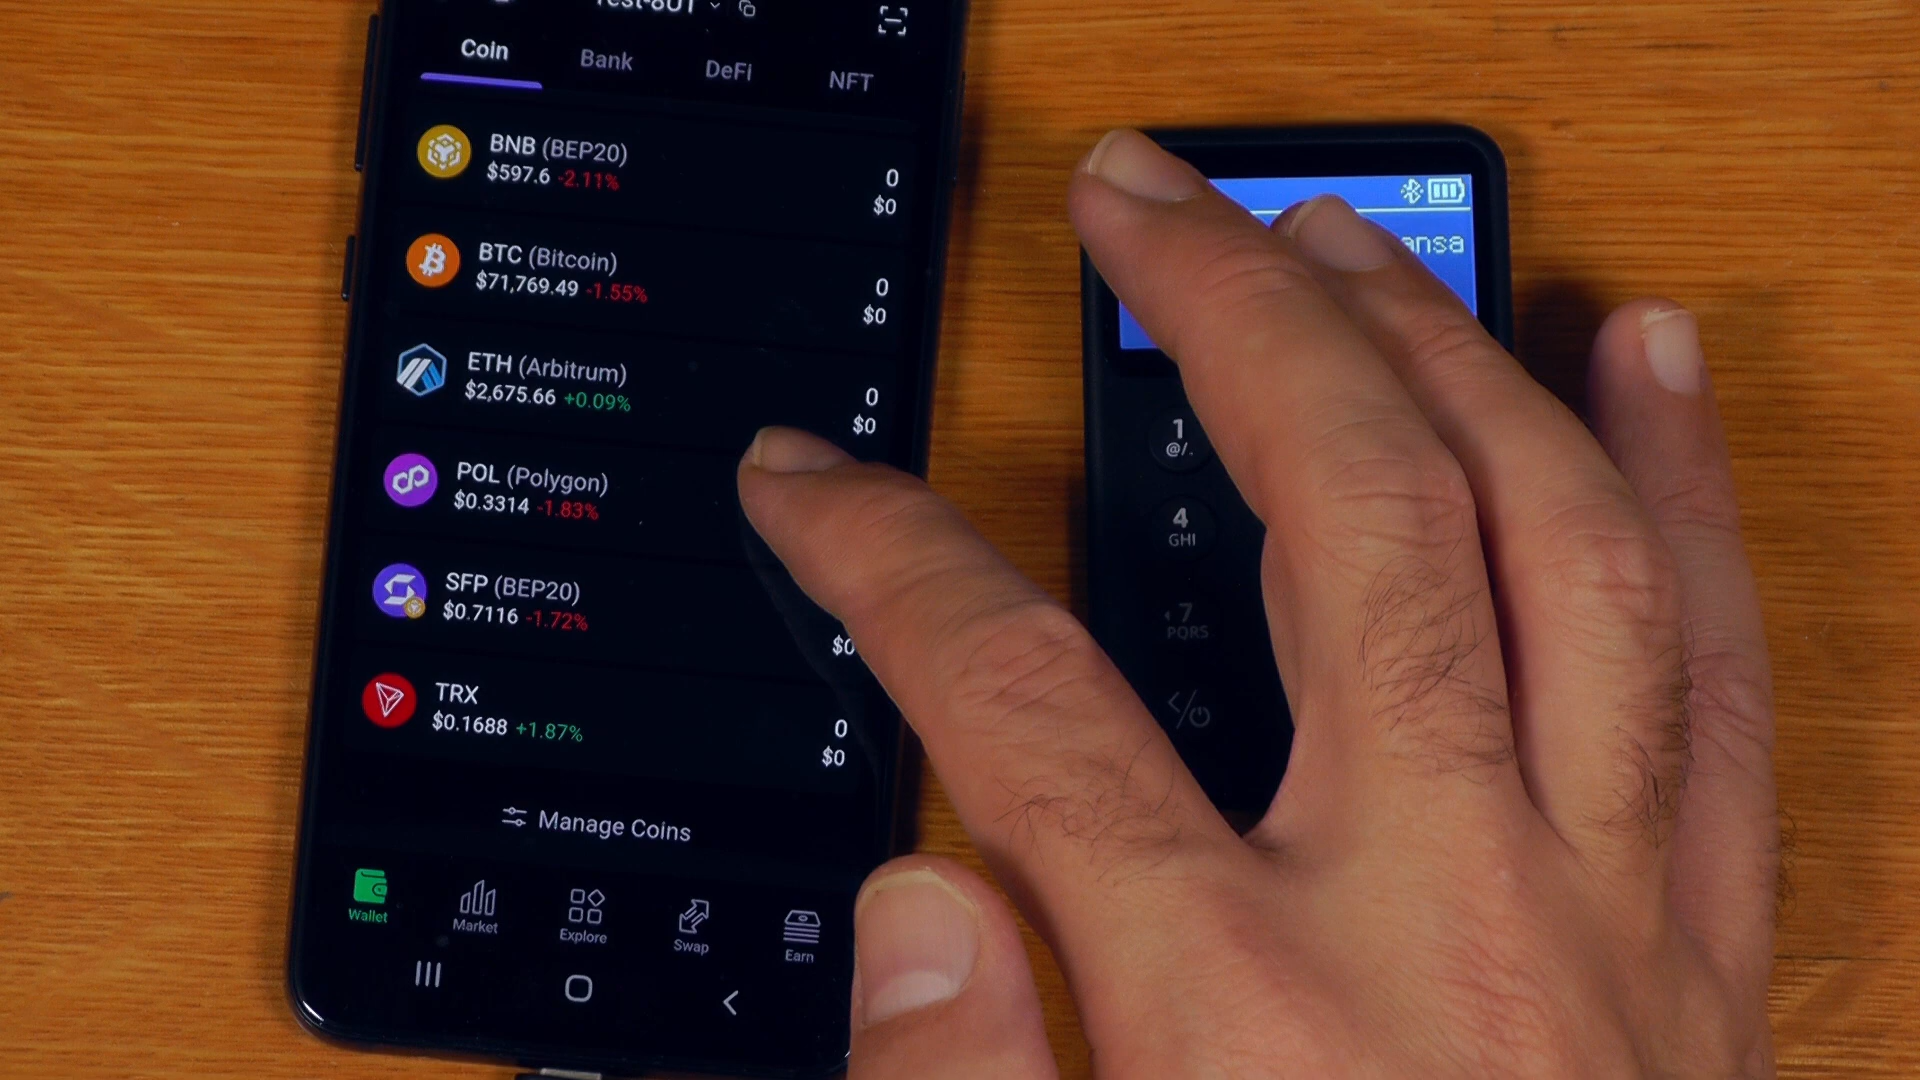 Test-8UT
Coin
Bank
DeFi
NFT
BNB (BEP20)
$597.6 -2.11%
0
$0
BTC (Bitcoin)
$71,769.49 -1.55%
0
$0
ETH (Arbitrum)
$2,675.66 +0.09%
0
$0
POL (Polygon)
$0.3314 -1.83%
SFP (BEP20)
$0.7116 -1.72%
$0
TRX
$0.1688 +1.87%
0
$0
Manage Coins
Wallet
Market
Explore
Swap
Earn
ansa
1
@/.
4
GHI
7
PQRS